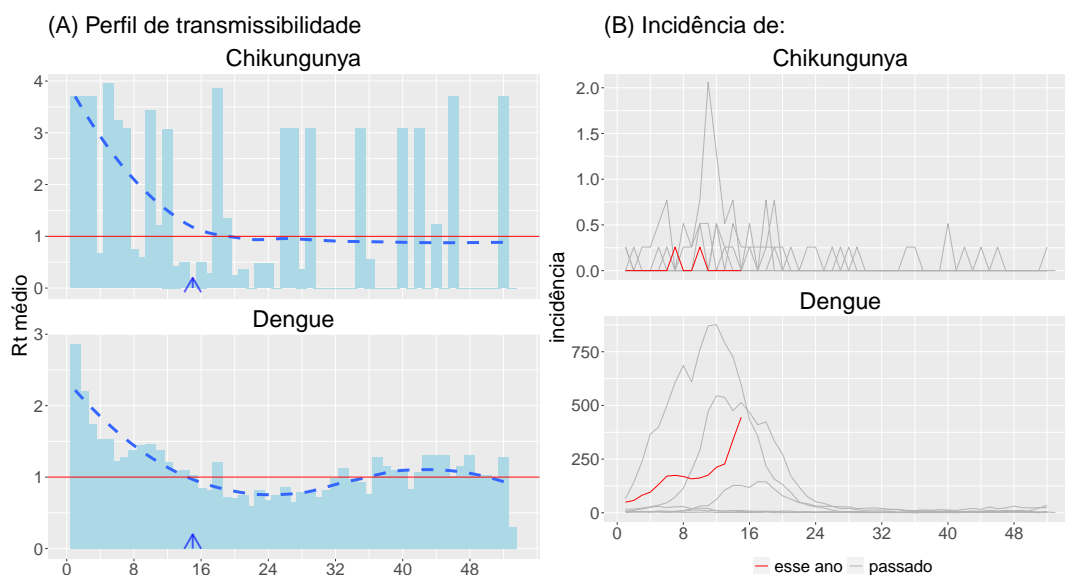 (A) Perfil de transmissibilidade
Chikungunya
4
3
2
1
0
Dengue
3
2
1
0
0 8 16 24 32 40 48
Rt médio
(B) Incidência de:
Chikungunya
2.0
1.5
1.0
0.5
0.0
Dengue
750
500
250
0
0 8 16 24 32 40 48
incidência
esse ano passado